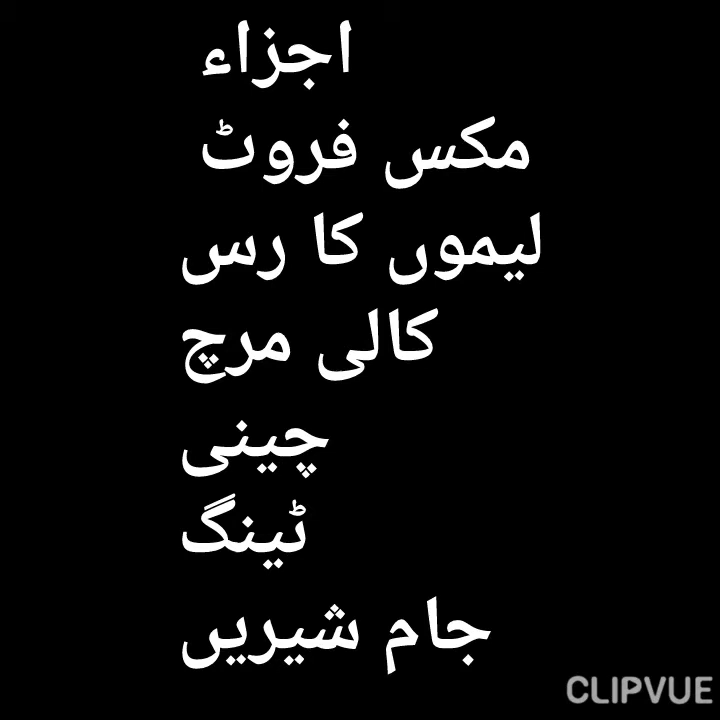 اجزاء
مکس فروٹ
لیموں کا رس
کالی مرچ
چینی
ٹینگ
جام شیریں
CLIPVUE